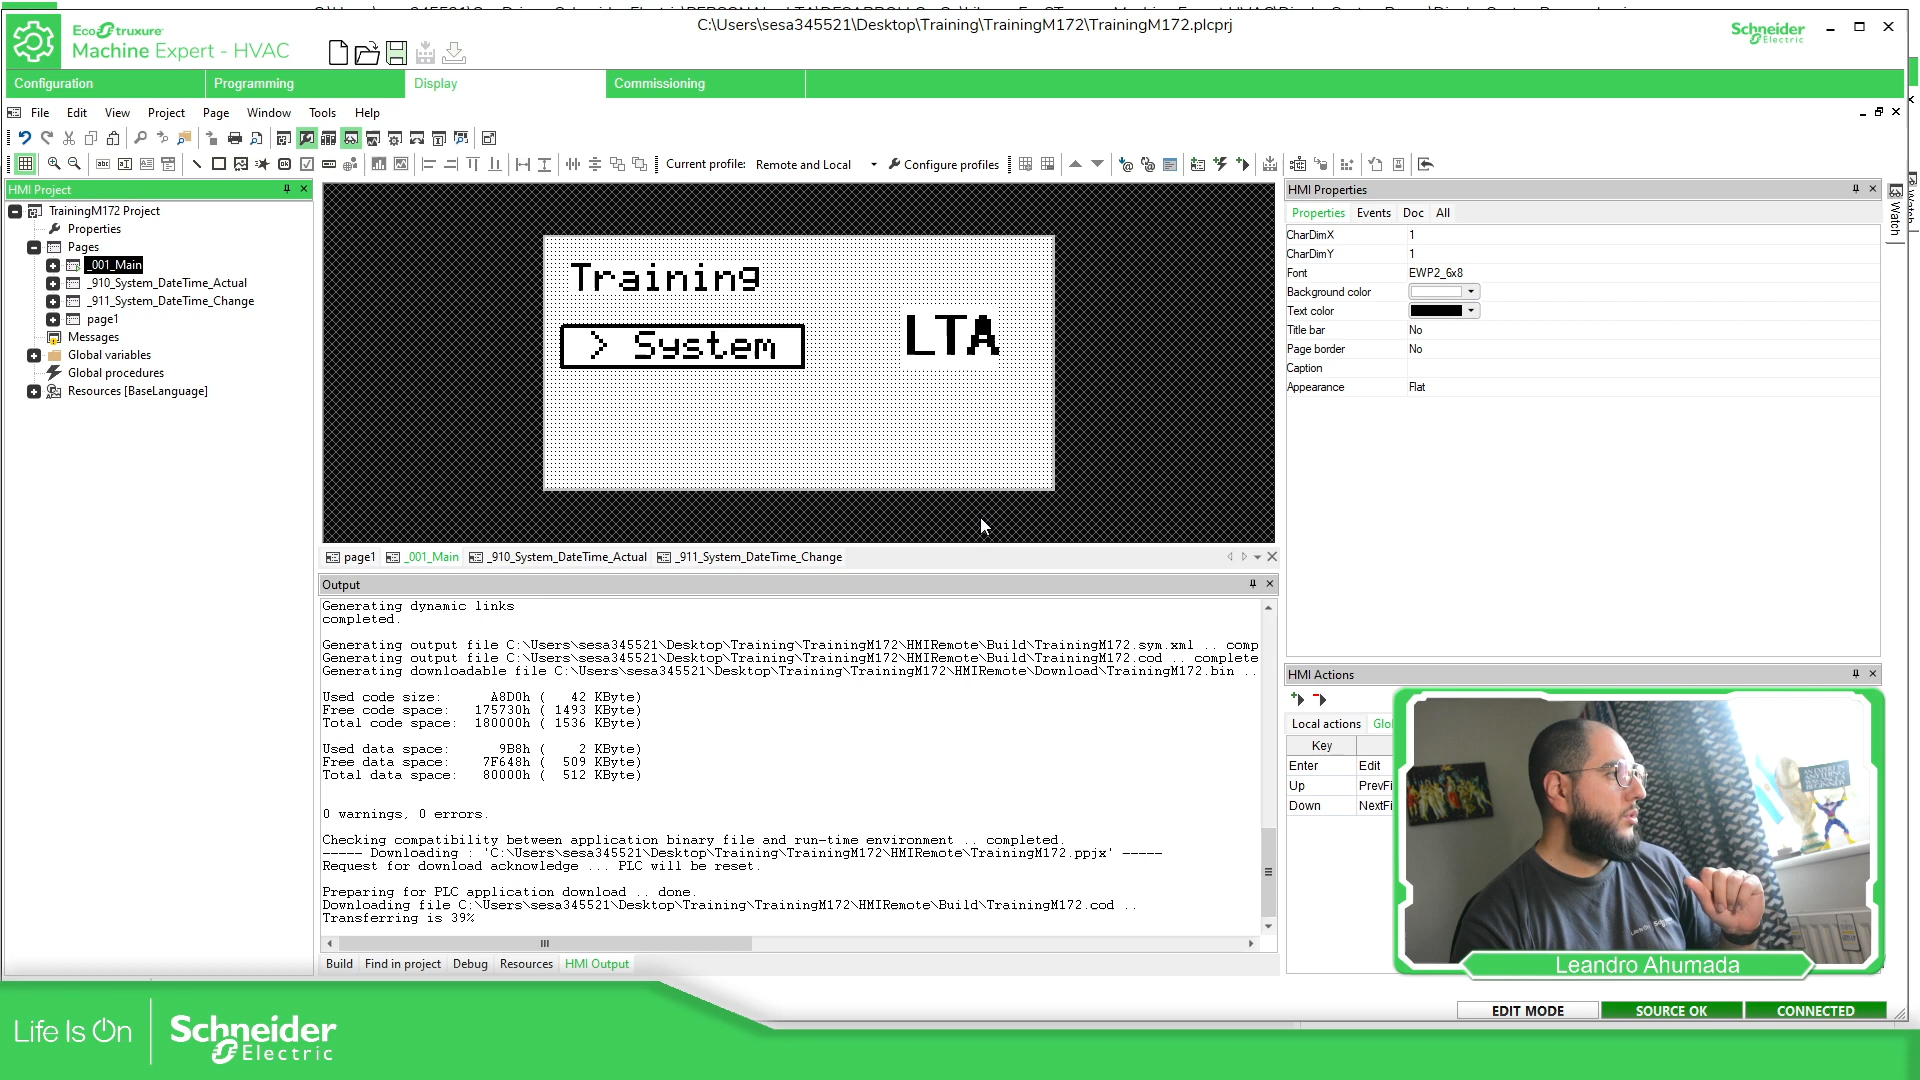 C:\Users\sesa345521\Desktop\Training\TrainingM172\TrainingM172.plcprj
EcoStruxure
Machine Expert - HVAC
Schneider
Electric
Configuration
Programming
Display
Commissioning
File Edit View Project Page Window Tools Help
Current profile: Remote and Local
Configure profiles
HMI Project
TrainingM172 Project
Properties
Pages
_001_Main
_910_System_DateTime_Actual
_911_System_DateTime_Change
page1
Messages
Global variables
Global procedures
Resources [BaseLanguage]
Training
> System
LTA
page1 _001_Main _910_System_DateTime_Actual _911_System_DateTime_Change
Output
Generating dynamic links
completed.
Generating output file C:\Users\sesa345521\Desktop\Training\TrainingM172\HMIRemote\Build\TrainingM172.sym.xml .. comp
Generating output file C:\Users\sesa345521\Desktop\Training\TrainingM172\HMIRemote\Build\TrainingM172.cod .. complete
Generating downloadable file C:\Users\sesa345521\Desktop\Training\TrainingM172\HMIRemote\Download\TrainingM172.bin ..
Used code size: A8D0h ( 42 KByte)
Free code space: 175730h ( 1493 KByte)
Total code space: 180000h ( 1536 KByte)
Used data space: 9B8h ( 2 KByte)
Free data space: 7F648h ( 509 KByte)
Total data space: 80000h ( 512 KByte)
0 warnings, 0 errors.
Checking compatibility between application binary file and run-time environment .. completed.
----- Downloading : 'C:\Users\sesa345521\Desktop\Training\TrainingM172\HMIRemote\TrainingM172.ppjx' -----
Request for download acknowledge ... PLC will be reset.
Preparing for PLC application download .. done.
Downloading file C:\Users\sesa345521\Desktop\Training\TrainingM172\HMIRemote\Build\TrainingM172.cod ..
Transferring is 39%
Build Find in project Debug Resources HMI Output
HMI Properties
Properties Events Doc All
CharDimX 1
CharDimY 1
Font EWP2_6x8
Background color
Text color
Title bar No
Page border No
Caption
Appearance Flat
Watch
HMI Actions
Local actions Glo
Key
Enter Edit
Up PrevFi
Down NextFi
Leandro Ahumada
EDIT MODE SOURCE OK CONNECTED
Life Is On
Schneider
Electric